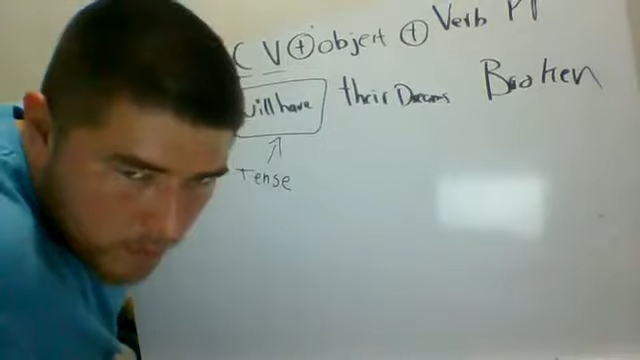 C V + object + Verb PP
will have their Dreams Broken
Tense